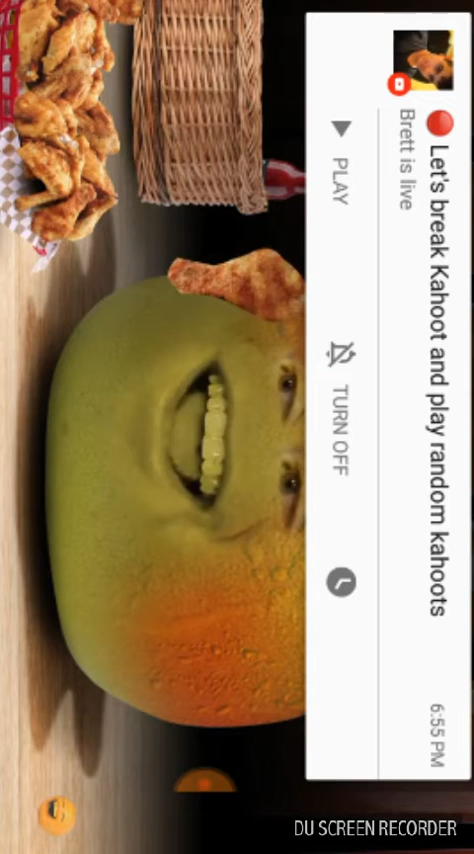 🔴 Let's break Kahoot and play random kahoots
6:55 PM
Brett is live
PLAY
TURN OFF
DU SCREEN RECORDER